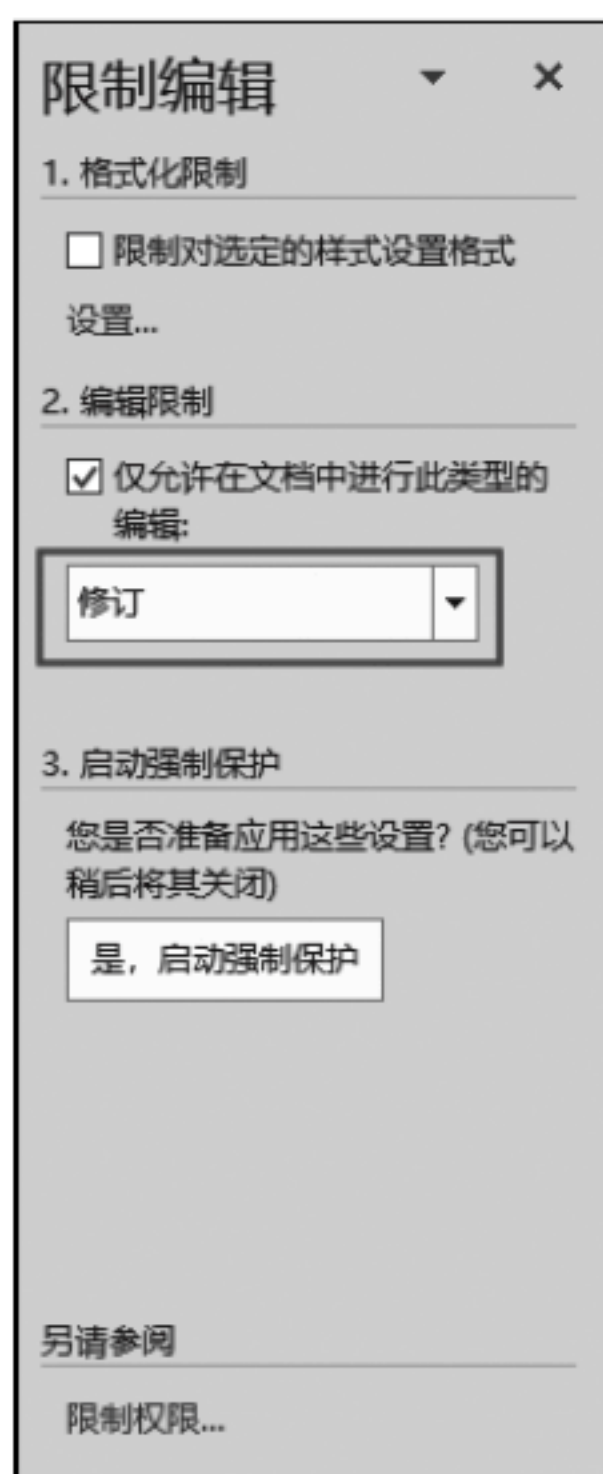 限制编辑
1. 格式化限制
限制对选定的样式设置格式
设置...
2. 编辑限制
仅允许在文档中进行此类型的
编辑:
修订
3. 启动强制保护
您是否准备应用这些设置? (您可以
稍后将其关闭)
是，启动强制保护
另请参阅
限制权限...